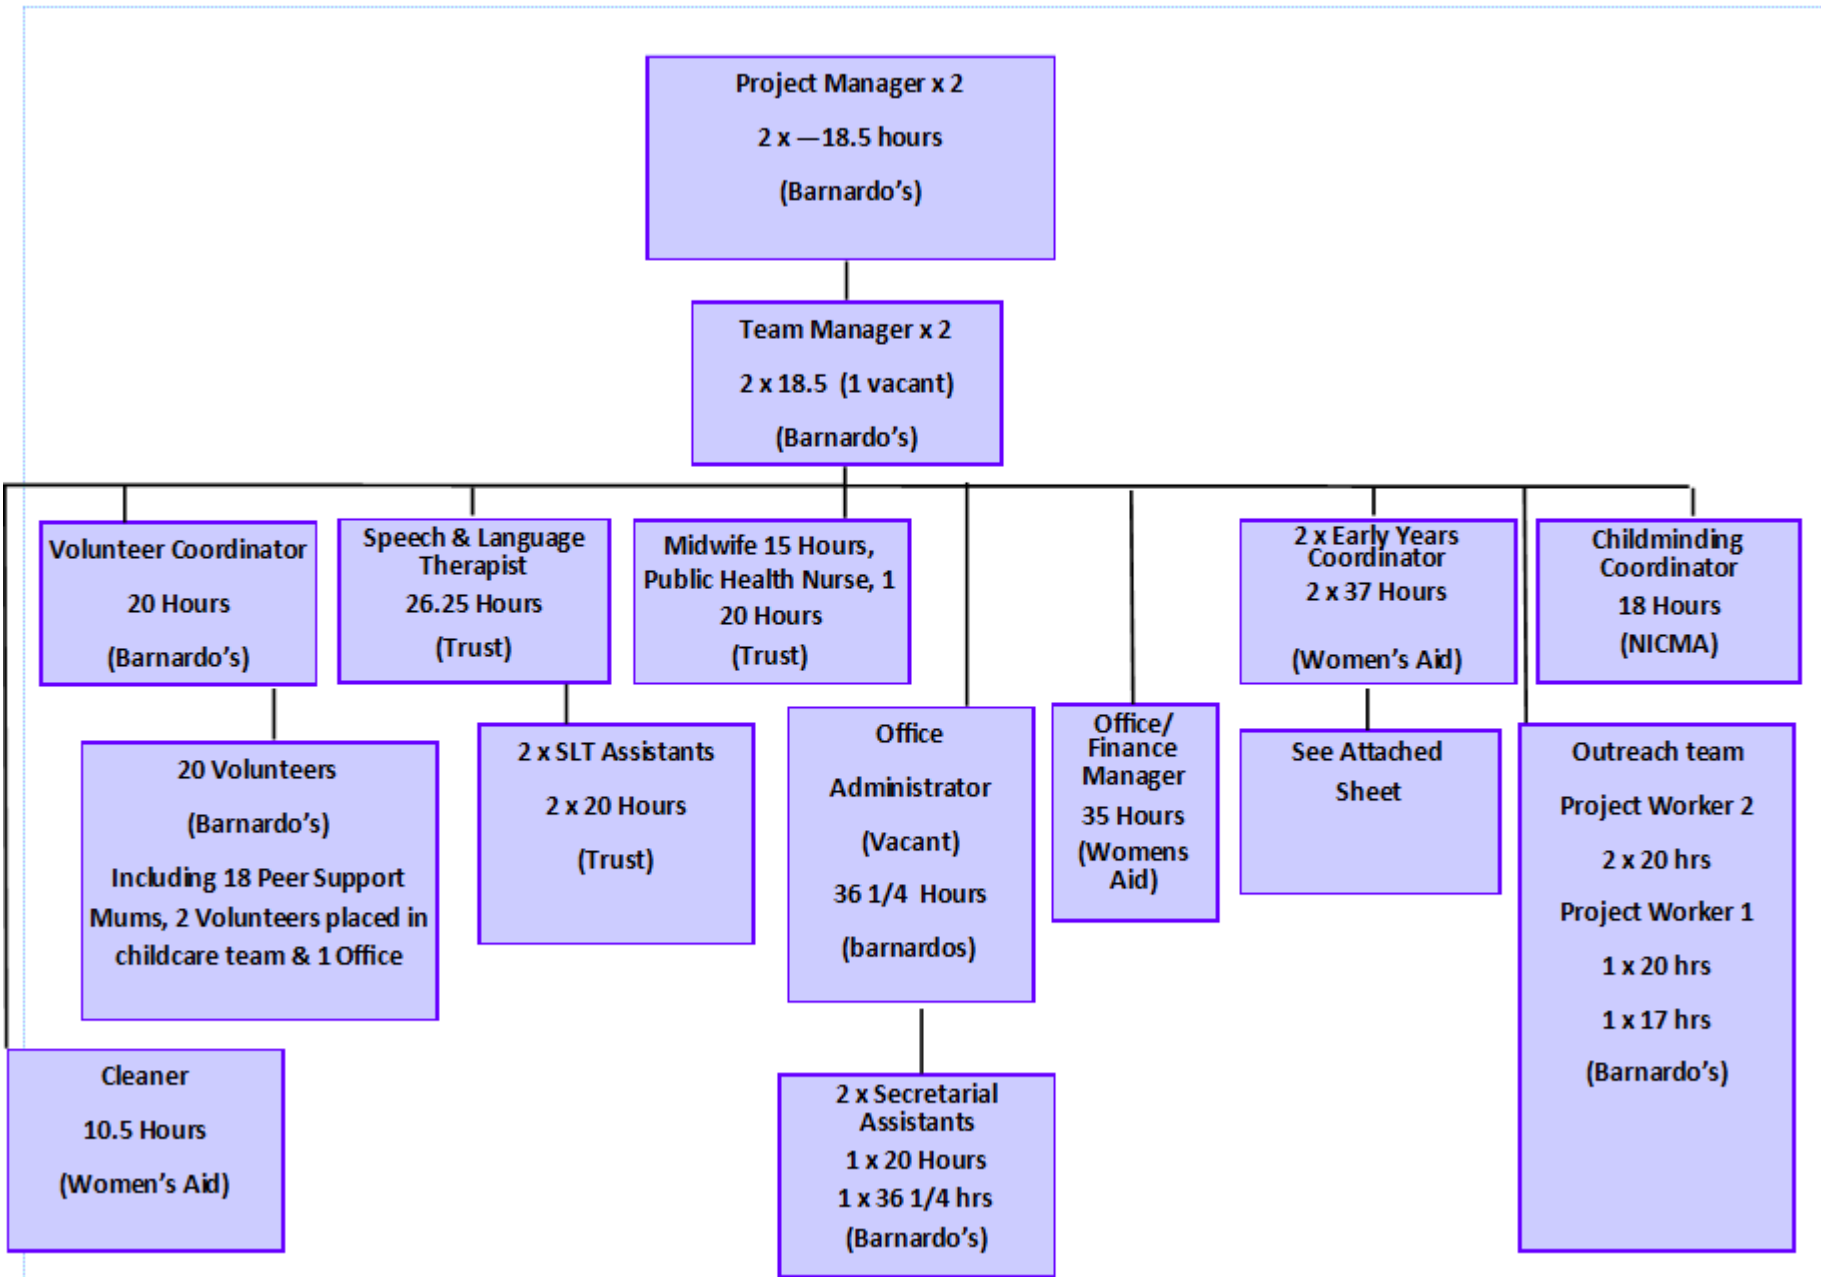 Project Manager x 2
2 x —18.5 hours
(Barnardo’s)
Team Manager x 2
2 x 18.5 (1 vacant)
(Barnardo’s)
Volunteer Coordinator
20 Hours
(Barnardo’s)
Speech & Language
Therapist
26.25 Hours
(Trust)
Midwife 15 Hours,
Public Health Nurse, 1
20 Hours
(Trust)
2 x Early Years
Coordinator
2 x 37 Hours
(Women’s Aid)
Childminding
Coordinator
18 Hours
(NICMA)
20 Volunteers
(Barnardo’s)
Including 18 Peer Support
Mums, 2 Volunteers placed in
childcare team & 1 Office
2 x SLT Assistants
2 x 20 Hours
(Trust)
Office
Administrator
(Vacant)
36 1/4 Hours
(barnardos)
Office/
Finance
Manager
35 Hours
(Womens
Aid)
See Attached
Sheet
Outreach team
Project Worker 2
2 x 20 hrs
Project Worker 1
1 x 20 hrs
1 x 17 hrs
(Barnardo’s)
Cleaner
10.5 Hours
(Women’s Aid)
2 x Secretarial
Assistants
1 x 20 Hours
1 x 36 1/4 hrs
(Barnardo’s)